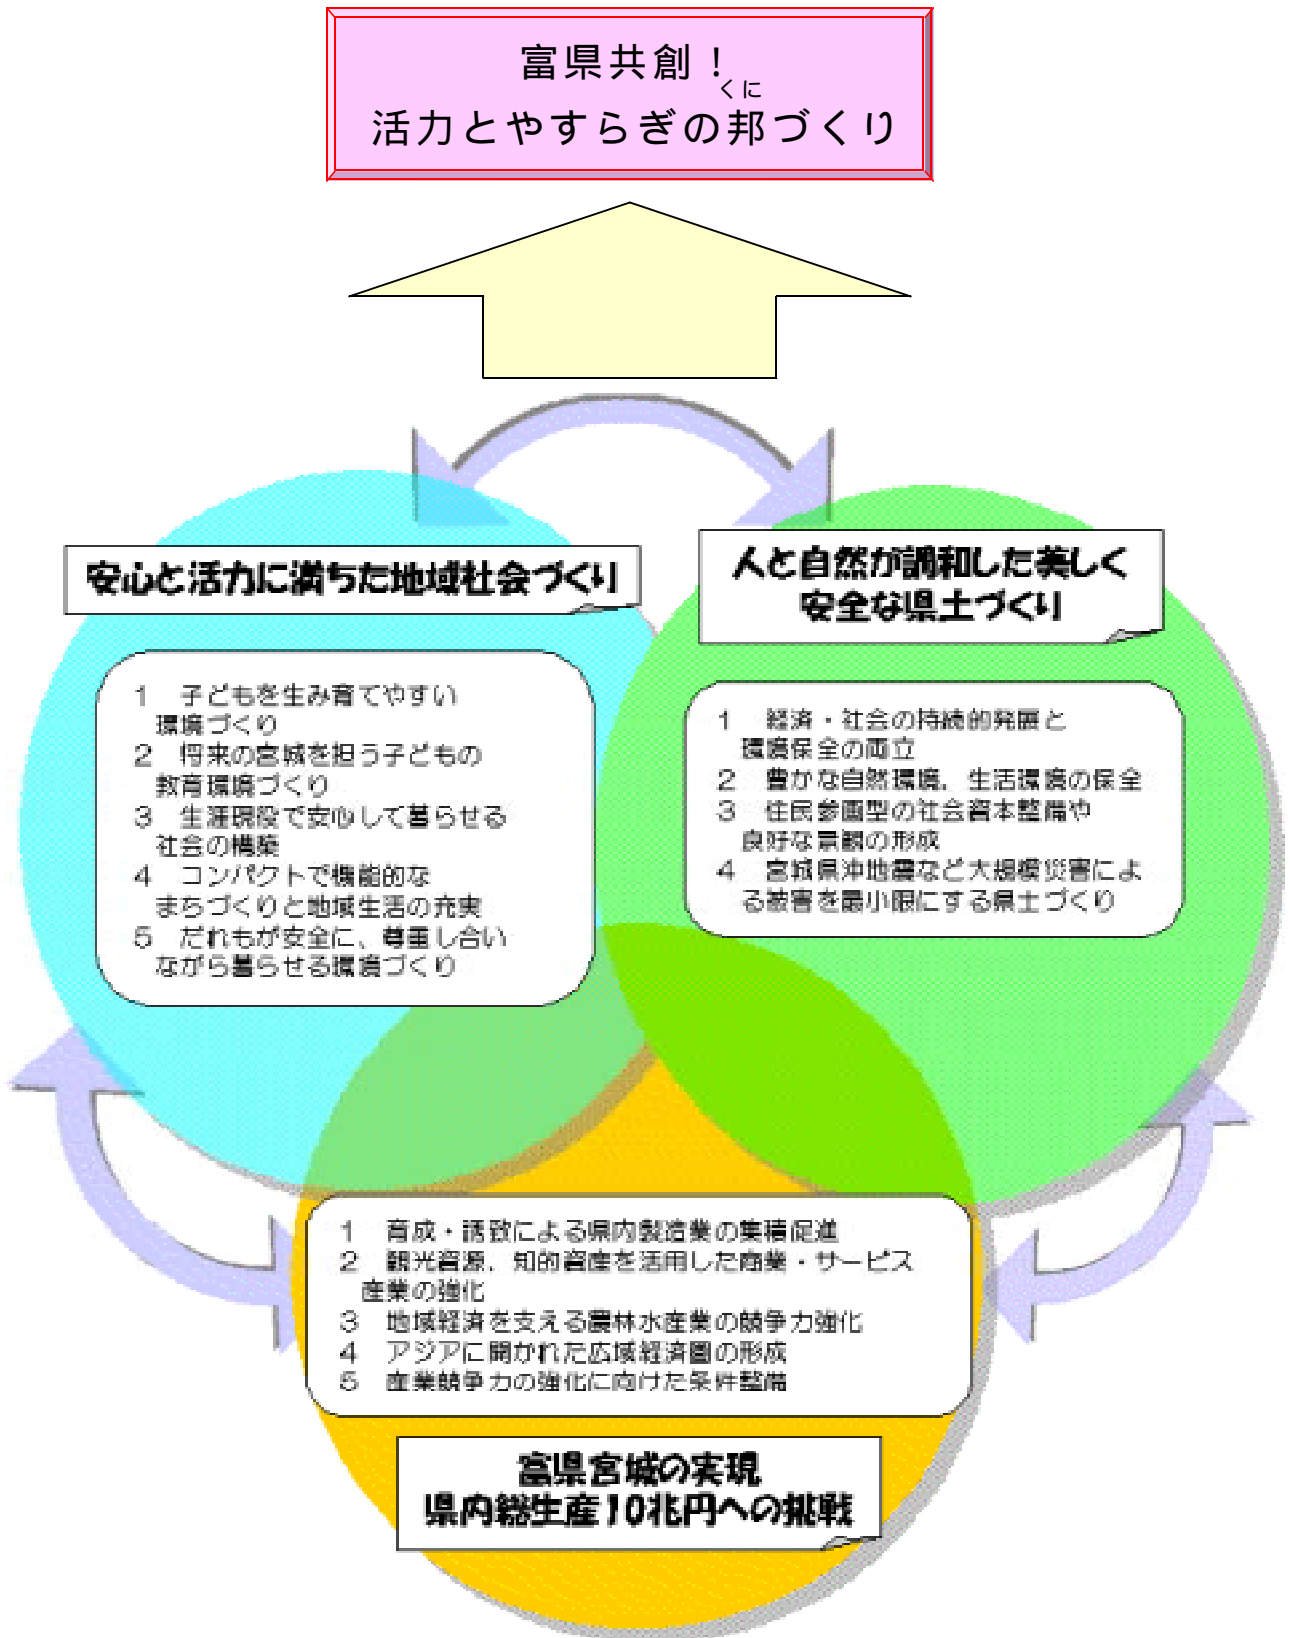 富県共創！
くに
活力とやすらぎの邦づくり
安心と活力に満ちた地域社会づくり
1　子どもを生み育てやすい
環境づくり
2　将来の宮城を担う子どもの
教育環境づくり
3　生涯現役で安心して暮らせる
社会の構築
4　コンパクトで機能的な
まちづくりと地域生活の充実
5　だれもが安全に、尊重し合い
ながら暮らせる環境づくり
人と自然が調和した美しく
安全な県土づくり
1　経済・社会の持続的発展と
環境保全の両立
2　豊かな自然環境，生活環境の保全
3　住民参画型の社会資本整備や
良好な景観の形成
4　宮城県沖地震など大規模災害によ
る被害を最小限にする県土づくり
1　育成・誘致による県内製造業の集積促進
2　観光資源，知的資産を活用した商業・サービス
産業の強化
3　地域経済を支える農林水産業の競争力強化
4　アジアに開かれた広域経済圏の形成
5　産業競争力の強化に向けた条件整備
富県宮城の実現
県内総生産10兆円への挑戦